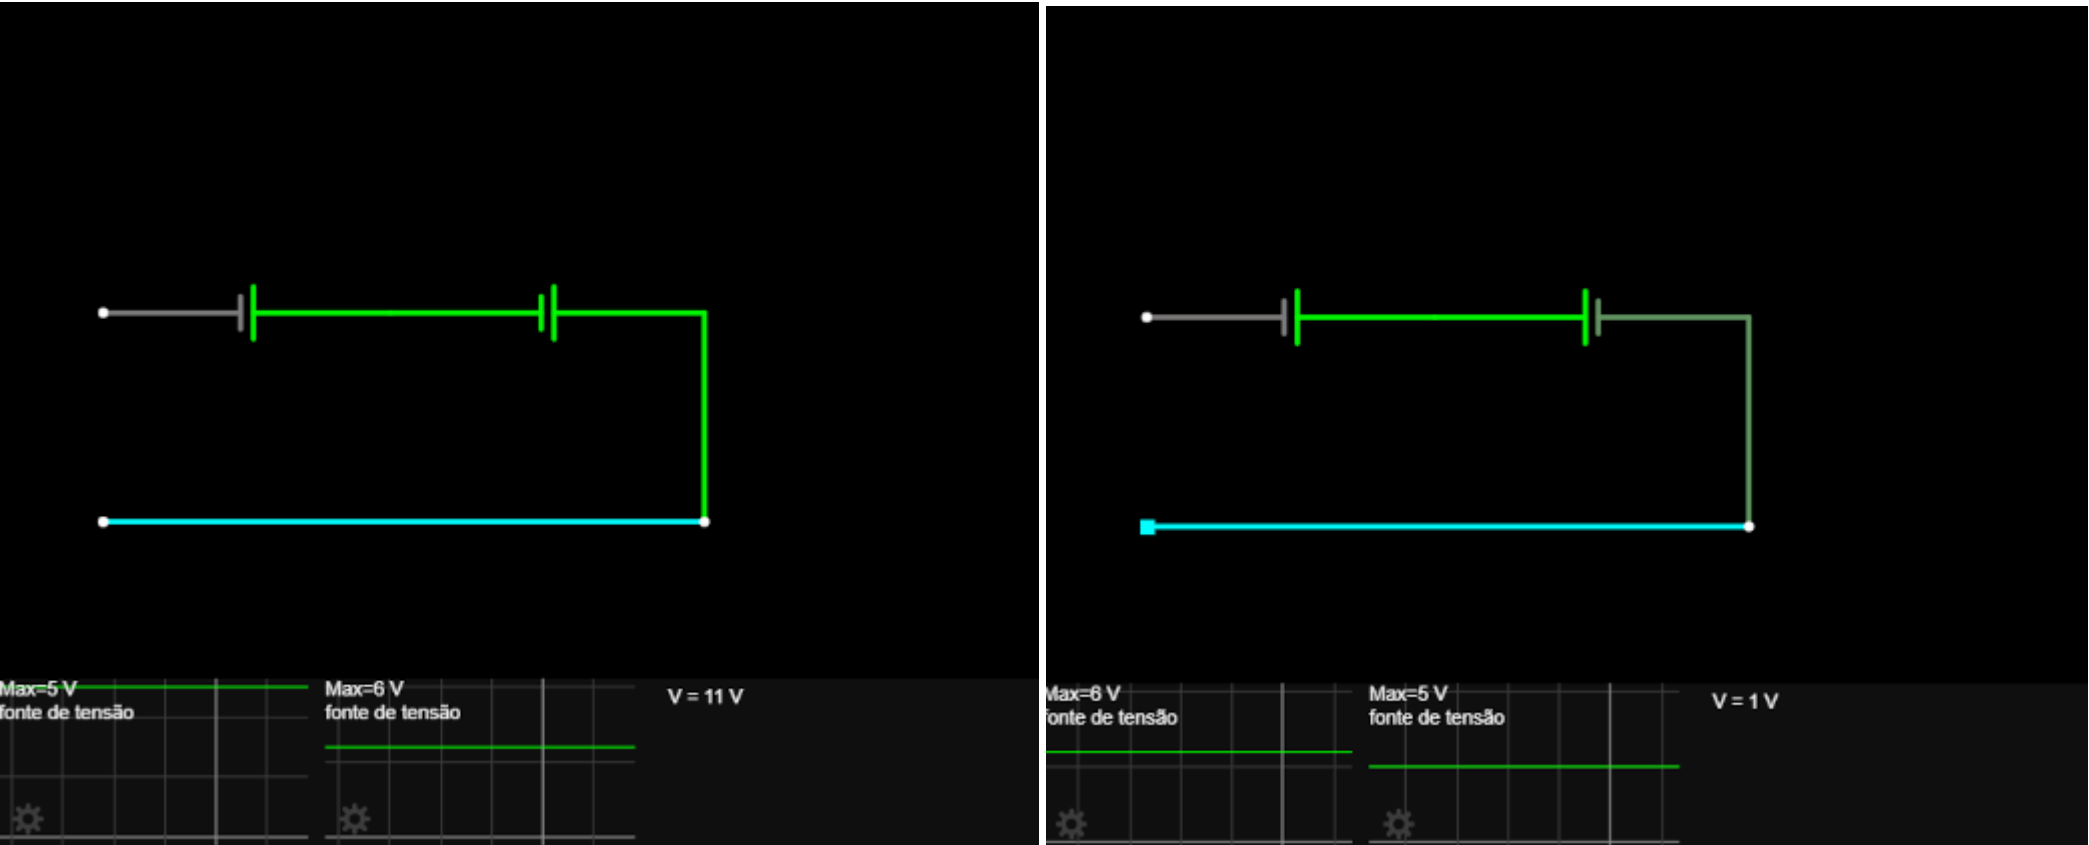 Max=5 V
fonte de tensão
Max=6 V
fonte de tensão
V = 11 V
Max=6 V
fonte de tensão
Max=5 V
fonte de tensão
V = 1 V